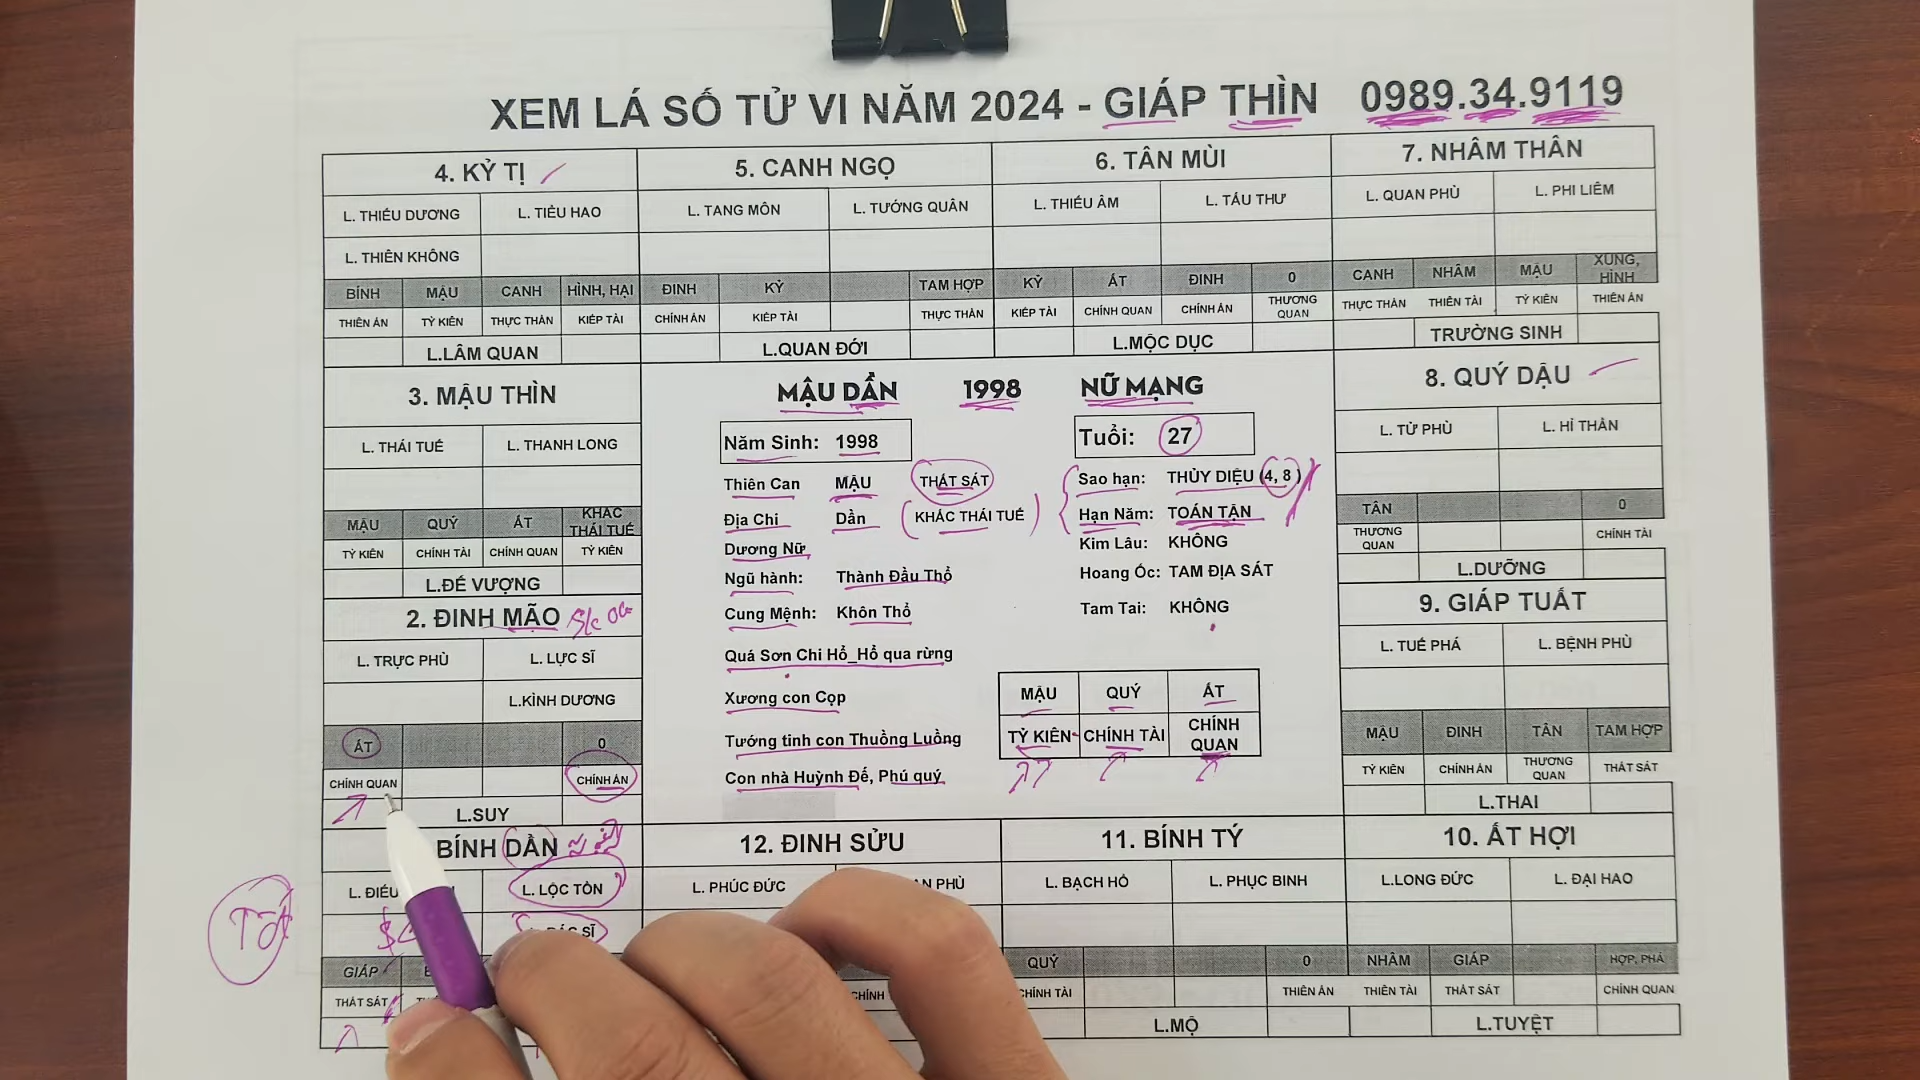 XEM LÁ SỐ TỬ VI NĂM 2024 - GIÁP THÌN 0989.34.9119
4. KỶ TỊ
L. THIẾU DƯƠNG L. TIỂU HAO
L. THIÊN KHÔNG
BÍNH MẬU CANH HÌNH, HẠI
THIÊN ẤN TỶ KIÊN THỰC THẦN KIẾP TÀI
L.LÂM QUAN
5. CANH NGỌ
L. TANG MÔN L. TƯỚNG QUÂN
ĐINH KỶ TAM HỢP
CHÍNH ẤN KIẾP TÀI THỰC THẦN
L.QUAN ĐỚI
6. TÂN MÙI
L. THIẾU ÂM L. TẤU THƯ
KỶ ẤT ĐINH 0
KIẾP TÀI CHÍNH QUAN CHÍNH ẤN THƯƠNG QUAN
L.MỘC DỤC
7. NHÂM THÂN
L. QUAN PHÙ L. PHI LIÊM
CANH NHÂM MẬU XUNG, HÌNH
THỰC THẦN THIÊN TÀI TỶ KIÊN THIÊN ẤN
TRƯỜNG SINH
3. MẬU THÌN
L. THÁI TUẾ L. THANH LONG
MẬU QUÝ ẤT KHẮC THÁI TUẾ
TỶ KIÊN CHÍNH TÀI CHÍNH QUAN TỶ KIÊN
L.ĐẾ VƯỢNG
MẬU DẦN 1998 NỮ MẠNG
Năm Sinh: 1998 Tuổi: 27
Thiên Can MẬU THẤT SÁT Sao hạn: THỦY DIỆU (4, 8 )
Địa Chi Dần KHẮC THÁI TUẾ Hạn Năm: TOÁN TẬN
Dương Nữ Kim Lâu: KHÔNG
Ngũ hành: Thành Đầu Thổ Hoang Ốc: TAM ĐỊA SÁT
Cung Mệnh: Khôn Thổ Tam Tai: KHÔNG
Quá Sơn Chi Hổ_Hổ qua rừng
Xương con Cọp
Tướng tinh con Thuồng Luồng
Con nhà Huỳnh Đế, Phú quý
MẬU QUÝ ẤT
TỶ KIÊN CHÍNH TÀI CHÍNH QUAN
8. QUÝ DẬU
L. TỬ PHÙ L. HỈ THẦN
TÂN 0
THƯƠNG QUAN CHÍNH TÀI
L.DƯỠNG
2. ĐINH MÃO
L. TRỰC PHÙ L. LỰC SĨ
L.KÌNH DƯƠNG
ẤT 0
CHÍNH QUAN CHÍNH ẤN
L.SUY
9. GIÁP TUẤT
L. TUẾ PHÁ L. BỆNH PHÙ
MẬU ĐINH TÂN TAM HỢP
TỶ KIÊN CHÍNH ẤN THƯƠNG QUAN THẤT SÁT
L.THAI
BÍNH DẦN
L. LỘC TỒN
GIÁP
THẤT SÁT
TỐT
12. ĐINH SỬU
L. PHÚC ĐỨC PHÙ
11. BÍNH TÝ
L. BẠCH HỔ L. PHỤC BINH
QUÝ 0
CHÍNH TÀI THIÊN ẤN
L.MỘ
10. ẤT HỢI
L.LONG ĐỨC L. ĐẠI HAO
NHÂM GIÁP HỢP, PHÁ
THIÊN TÀI THẤT SÁT CHÍNH QUAN
L.TUYỆT